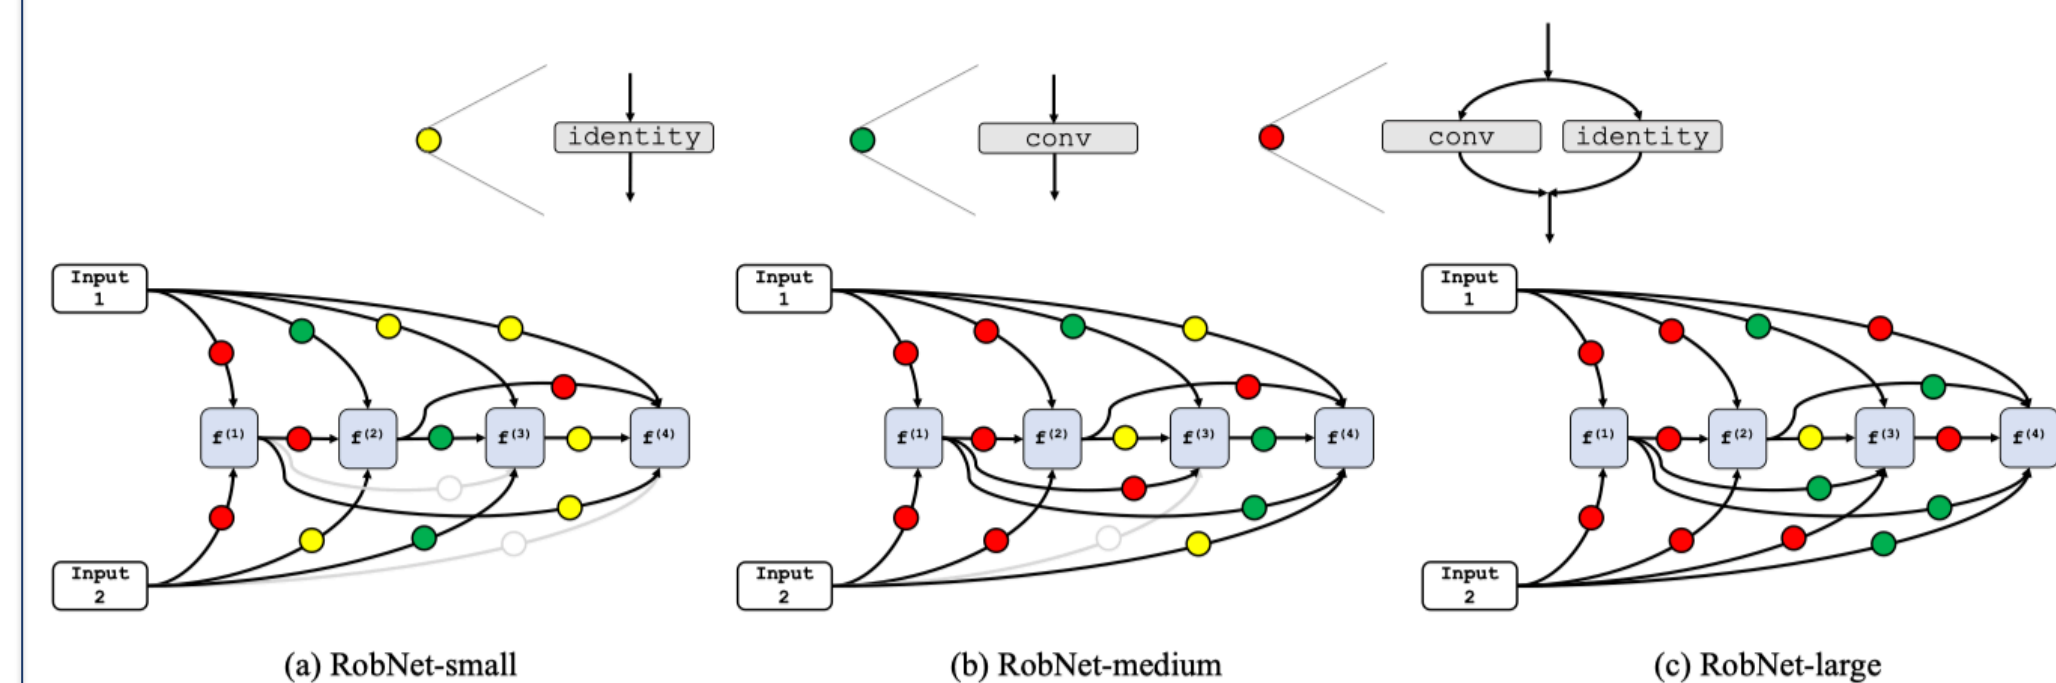 identity
conv
conv
identity
Input
1
f(1)
f(2)
f(3)
f(4)
Input
2
(a) RobNet-small
Input
1
f(1)
f(2)
f(3)
f(4)
Input
2
(b) RobNet-medium
Input
1
f(1)
f(2)
f(3)
f(4)
Input
2
(c) RobNet-large